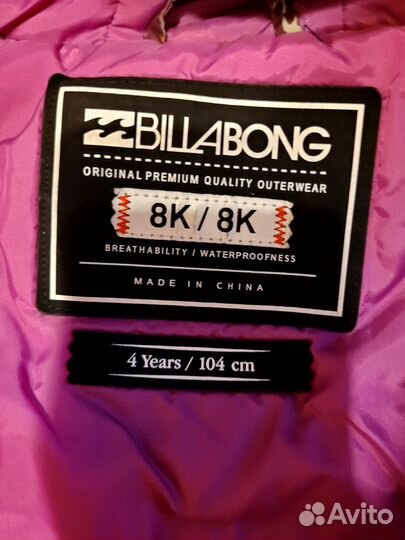 BILLABONG
ORIGINAL PREMIUM QUALITY OUTERWEAR
8K / 8K
BREATHABILITY / WATERPROOFNESS
MADE IN CHINA
4 Years / 104 cm
Avito